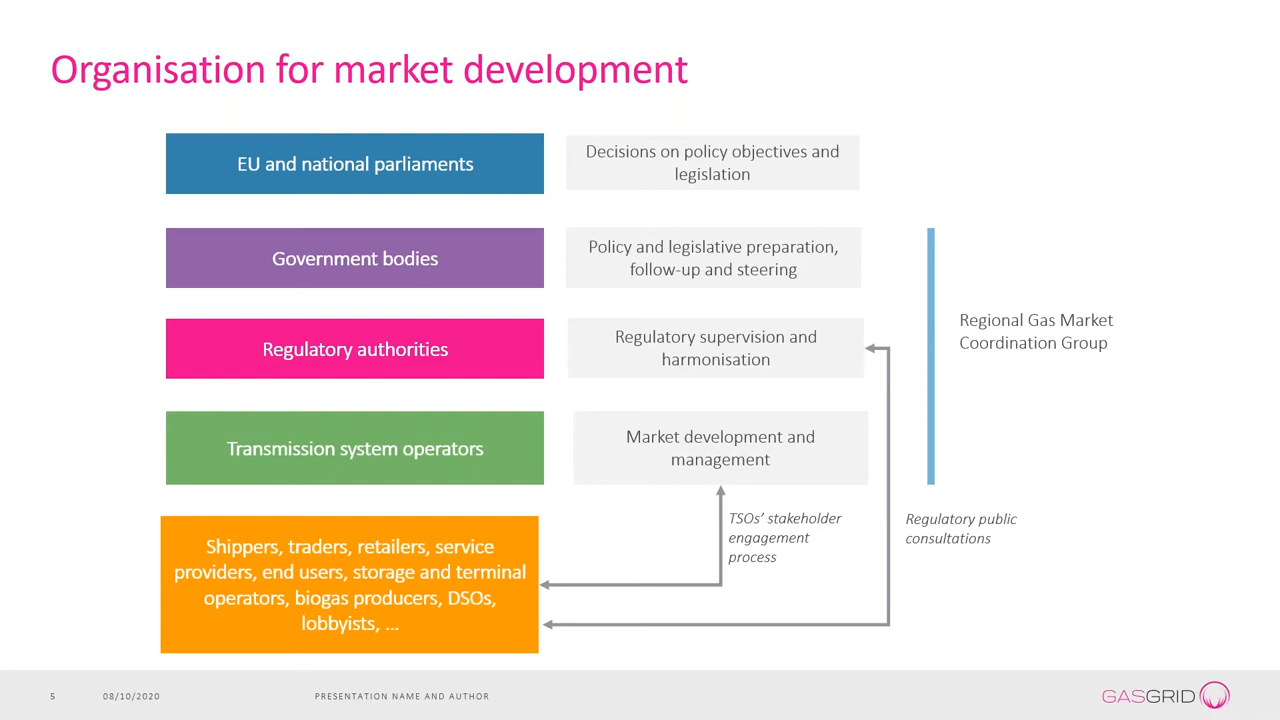 Organisation for market development
EU and national parliaments
Decisions on policy objectives and
legislation
Government bodies
Policy and legislative preparation,
follow-up and steering
Regulatory authorities
Regulatory supervision and
harmonisation
Regional Gas Market
Coordination Group
Transmission system operators
Market development and
management
TSOs’ stakeholder
engagement
process
Regulatory public
consultations
Shippers, traders, retailers, service
providers, end users, storage and terminal
operators, biogas producers, DSOs,
lobbyists, ...
5
08/10/2020
PRESENTATION NAME AND AUTHOR
GASGRID